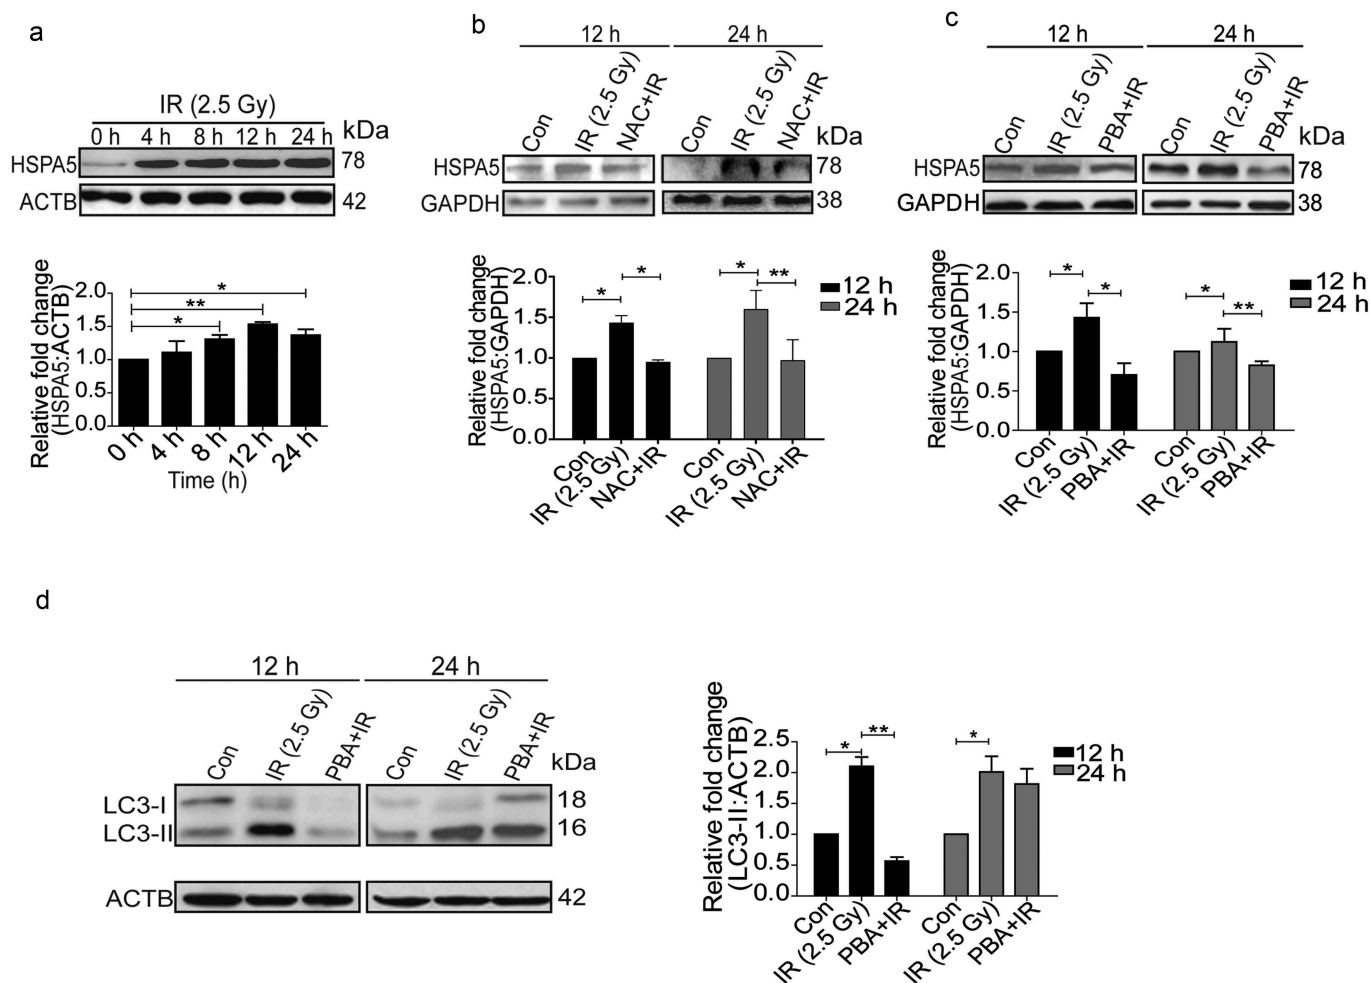 a
IR (2.5 Gy)
0 h 4 h 8 h 12 h 24 h kDa
HSPA5 78
ACTB 42
Relative fold change
(HSPA5:ACTB)
2.0
1.5
1.0
0.5
0.0
* ** *
0 h 4 h 8 h 12 h 24 h
Time (h)
b
12 h 24 h
Con IR (2.5 Gy) NAC+IR Con IR (2.5 Gy) NAC+IR kDa
HSPA5 78
GAPDH 38
Relative fold change
(HSPA5:GAPDH)
2.0
1.5
1.0
0.5
0.0
* * * **
12 h
24 h
Con IR (2.5 Gy) NAC+IR Con IR (2.5 Gy) NAC+IR
c
12 h 24 h
Con IR (2.5 Gy) PBA+IR Con IR (2.5 Gy) PBA+IR kDa
HSPA5 78
GAPDH 38
Relative fold change
(HSPA5:GAPDH)
2.0
1.5
1.0
0.5
0.0
* * * **
12 h
24 h
Con IR (2.5 Gy) PBA+IR Con IR (2.5 Gy) PBA+IR
d
12 h 24 h
Con IR (2.5 Gy) PBA+IR Con IR (2.5 Gy) PBA+IR kDa
LC3-I 18
LC3-II 16
ACTB 42
Relative fold change
(LC3-II:ACTB)
2.5
2.0
1.5
1.0
0.5
0.0
* ** *
12 h
24 h
Con IR (2.5 Gy) PBA+IR Con IR (2.5 Gy) PBA+IR